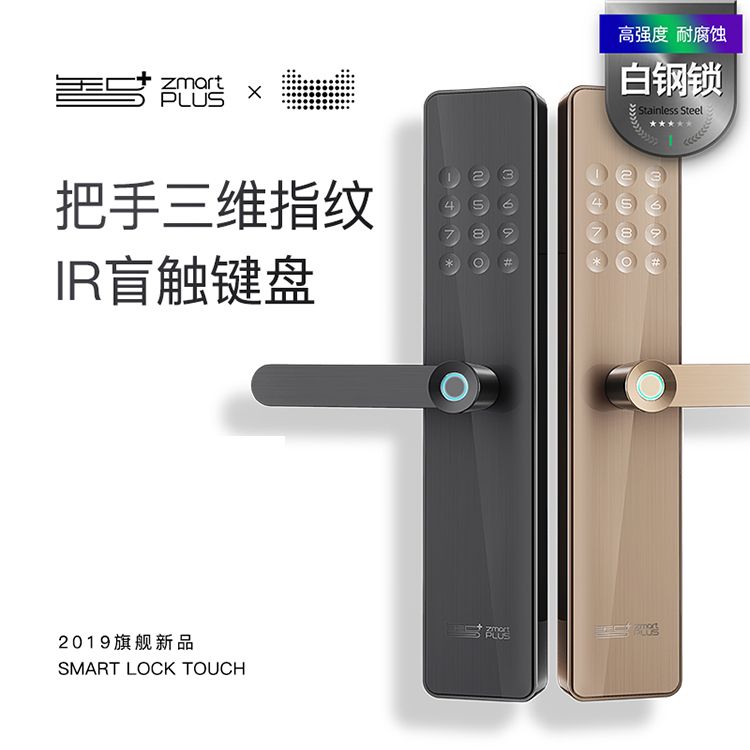 高强度 耐腐蚀
白钢锁
Stainless Steel
zmart
PLUS
×
把手三维指纹
IR盲触键盘
1 2 3
4 5 6
7 8 9
* 0 #
1 2 3
4 5 6
7 8 9
* 0 #
zmart
PLUS
zmart
PLUS
2019旗舰新品
SMART LOCK TOUCH